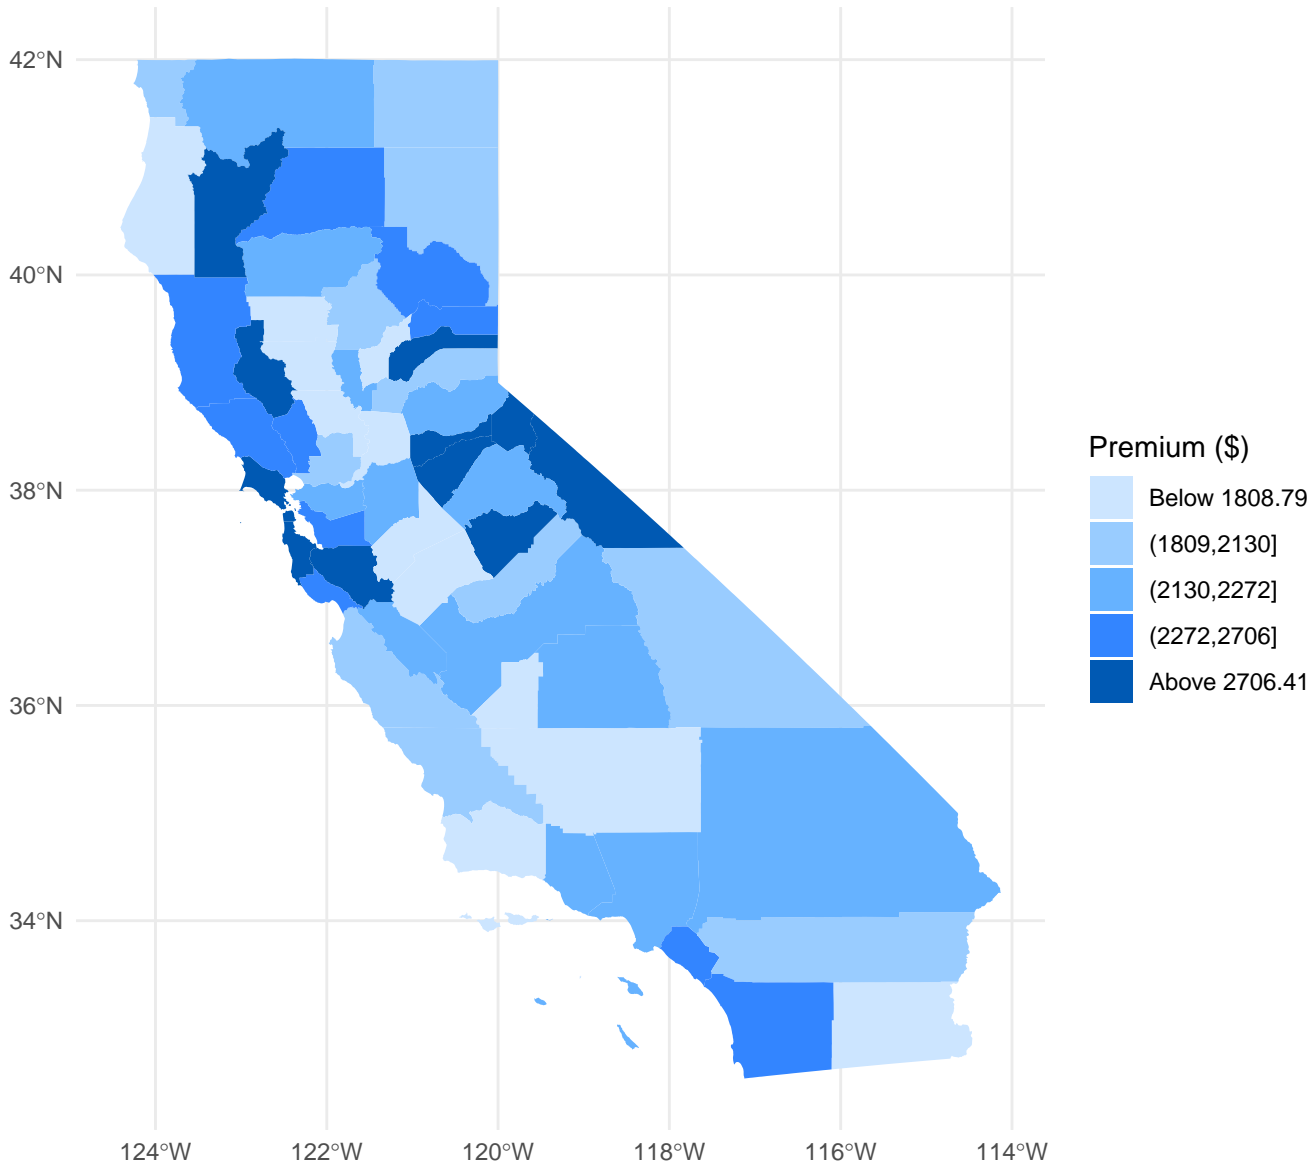 42°N
40°N
38°N
36°N
34°N
124°W
122°W
120°W
118°W
116°W
114°W
Premium ($)
Below 1808.79
(1809,2130]
(2130,2272]
(2272,2706]
Above 2706.41